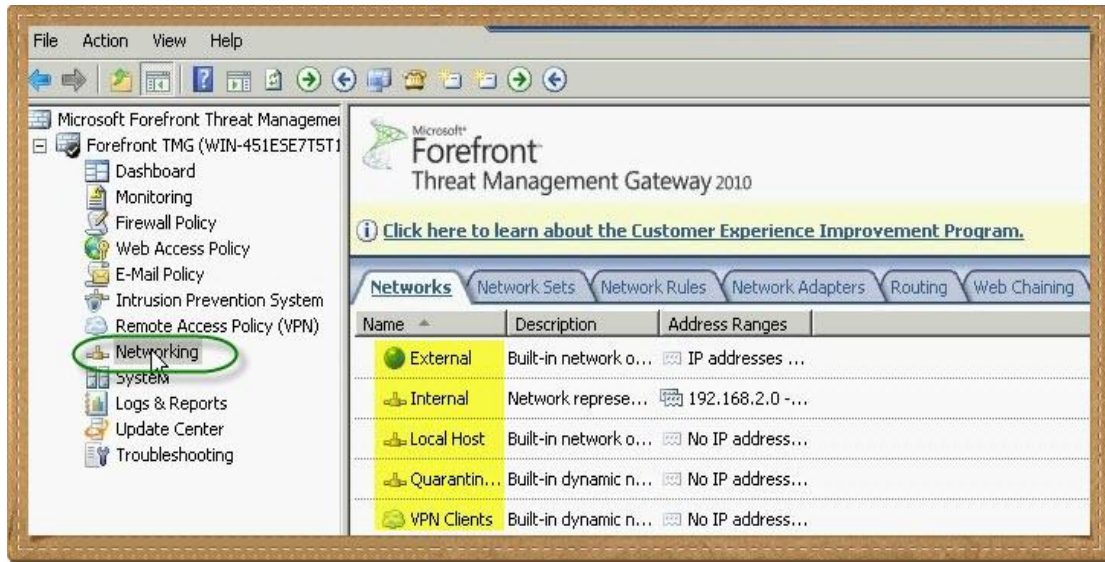 File Action View Help
Microsoft Forefront Threat Managemen
Forefront TMG (WIN-451ESE7T5T1
Dashboard
Monitoring
Firewall Policy
Web Access Policy
E-Mail Policy
Intrusion Prevention System
Remote Access Policy (VPN)
Networking
System
Logs & Reports
Update Center
Troubleshooting
Microsoft
Forefront
Threat Management Gateway 2010
Click here to learn about the Customer Experience Improvement Program.
Networks Network Sets Network Rules Network Adapters Routing Web Chaining
Name Description Address Ranges
External Built-in network o... IP addresses ...
Internal Network represe... 192.168.2.0 -...
Local Host Built-in network o... No IP address...
Quarantin... Built-in dynamic n... No IP address...
VPN Clients Built-in dynamic n... No IP address...